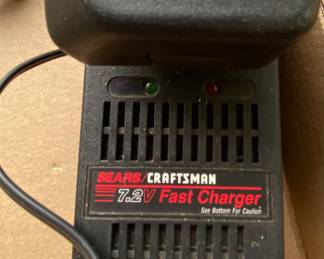 SEARS/CRAFTSMAN
7.2V Fast Charger
See Bottom For Caution